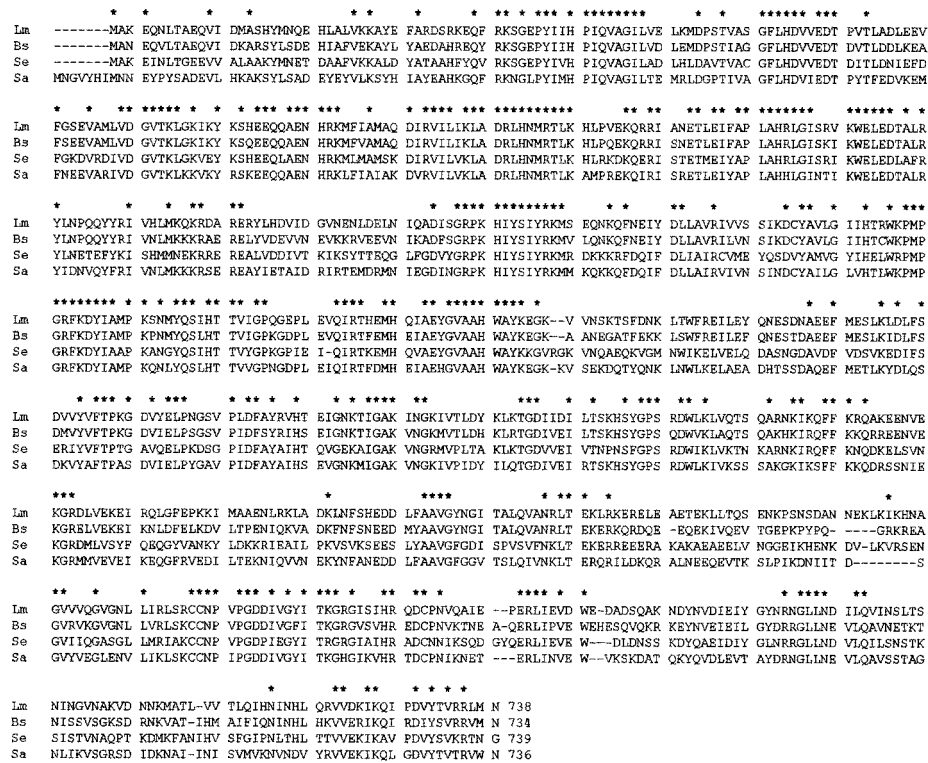 * * * * * * * * * *** ****** ******** * * * ******** *** *
Lm -------MAK EQNLTAEQVI DMASHYMNQE HLALVKKAYE FARDSRKEQF RKSGEPYIIH PIQVAGILVE LKMDPSTVAS GFLHDVVEDT PVTLADLEEV
Bs -------MAN EQVLTAEQVI DKARSYLSDE HIAFVEKAYL YAEDAHREQY RKSGEPYIIH PIQVAGILVD LEMDPSTIAG GFLHDVVEDT DVTLDDLKEA
Se -------MAK EINLTGEEVV ALAAKYMNET DAAFVKKALD YATAAHFYQV RKSGEPYIVH PIQVAGILAD LHLDAVTVAC GFLHDVVEDT DITLDNIEFD
Sa MNGVYHIMNN EYPYSADEVL HKAKSYLSAD EYEYVLKSYH IAYEAHKGQF RKNGLPYIMH PIQVAGILTE MRLDGPTIVA GFLHDVIEDT PYTFEDVKEM
* * ** ***** * * * *** *** *** *** * * * **** *** ********** ** * ** ** * ** *** ******* ******* * *
Lm FGSEVAMLVD GVTKLGKIKY KSHEEQQAEN HRKMFIAMAQ DIRVILIKLA DRLHNMRTLK HLPVEKQRRI ANETLEIFAP LAHRLGISRV KWELEDTALR
Bs FSEEVAMLVD GVTKLGKIKY KSQEEQQAEN HRKMFVAMAQ DIRVILIKLA DRLHNMRTLK HLPQEKQRRI SNETLEIFAP LAHRLGISKI KWELEDTALR
Se FGKDVRDIVD GVTKLGKVEY KSHEEQLAEN HRKMLMAMSK DIRVILVKLA DRLHNMRTLK HLRKDKQERI STETMEIYAP LAHRLGISRI KWELEDLAFR
Sa FNEEVARIVD GVTKLKKVKY RSKEEQQAEN HRKLFIAIAK DVRVILVKLA DRLHNMRTLK AMPREKQIRI SRETLEIYAP LAHHLGINTI KWELEDTALR
* * * * ** * ** ** **** ****** *** * *** * * ** *** * * ****
Lm YLNPQQYYRI VHLMKQKRDA RERYLHDVID GVNENLDELN IQADISGRPK HIYSIYRKMS EQNKQFNEIY DLLAVRIVVS SIKDCYAVLG IIHTRWKPMP
Bs YLNPQQYYRI VNLMKKKRAE RELYVDEVVN EVKKRVEEVN IKADFSGRPK HIYSIYRKMV LQNKQFNEIY DLLAVRILVN SIKDCYAVLG IIHTCWKPMP
Se YLNETEFYKI SHMMNEKRRE REALVDDIVT KIKSYTTEQG LFGDVYGRPK HIYSIYRKMR DKKKRFDQIF DLIAIRCVME YQSDVYAMVG YIHELWRPMP
Sa YIDNVQYFRI VNLMKKKRSE REAYIETAID RIRTEMDRMN IEGDINGRPK HIYSIYRKMM KQKKQFDQIF DLLAIRVIVN SINDCYAILG LVHTLWKPMP
******** * * * *** ** * ** ** **** ** ** ****** **** *
Lm GRFKDYIAMP KSNMYQSIHT TVIGPQGEPL EVQIRTHEMH QIAEYGVAAH WAYKEGK--V VNSKTSFDNK LTWFREILEY QNESDNAEEF MESLKLDLFS
Bs GRFKDYIAMP KPNMYQSLHT TVIGPKGDPL EVQIRTFEMH EIAEYGVAAH WAYKEGK--A ANEGATFEKK LSWFREILEF QNESTDAEEF MESLKIDLFS
Se GRFKDYIAAP KANGYQSIHT TVYGPKGPIE I-QIRTKEMH QVAEYGVAAH WAYKKGVRGK VNQAEQKVGM NWIKELVELQ DASNGDAVDF VDSVKEDIFS
Sa GRFKDYIAMP KQNLYQSLHT TVVGPNGDPL EIQIRTFDMH EIAEHGVAAH WAYKEGK-KV SEKDQTYQNK LNWLKELAEA DHTSSDAQEF METLKYDLQS
Lm DVVYVFTPKG DVYELPNGSV PLDFAYRVHT EIGNKTIGAK INGKIVTLDY KLKTGDIIDI LTSKHSYGPS RDWLKLVQTS QARNKIKQFF KRQAKEENVE
Bs DMVYVFTPKG DVIELPSGSV PIDFSYRIHS EIGNKTIGAK VNGKMVTLDH KLRTGDIVEI LTSKHSYGPS QDWVKLAQTS QAKHKIRQFF KKQRREENVE
Se ERIYVFTPTG AVQELPKDSG PIDFAYAIHT QVGEKAIGAK VNGRMVPLTA KLKTGDVVEI VTNPNSFGPS RDWIKLVKTN KARNKIRQFF KNQDKELSVN
Sa DKVYAFTPAS DVIELPYGAV PIDFAYAIHS EVGNKMIGAK VNGKIVPIDY ILQTGDIVEI RTSKHSYGPS RDWLKIVKSS SAKGKIKSFF KKQDRSSNIE
Lm KGRDLVEKEI RQLGFEPKKI MAAENLRKLA DKLNFSHEDD LFAAVGYNGI TALQVANRLT EKLRKERELE AETEKLLTQS EKPNSNSDAN NEKLKIKHNA
Bs KGRELVEKEI KNLDFELKDV LTPENIQKVA DKFNFSNEED MYAAVGYNGI TALQVANRLT EKERKQRDQE -EQEKIVQEV TGEPKPYPQ- ---GRKREA
Se KGRDMLVSYF QEQGYVANKY LDKKRIEAIL PKVSVKSEES LYAAVGFGDI SPVSVFNKLT EKERREEERA KAKAEAEELV NGGEIKHENK DV-LKVRSEN
Sa KGRMMVEVEI KEQGFRVEDI LTEKNIQVVN EKYNFANEDD LFAAVGFGGV TSLQIVNKLT ERQRILDKQR ALNEEQEVTK SLPIKDNIIT D--------S
Lm GVVVQGVGNL LIRLSRCCNP VPGDDIVGYI TKGRGISIHR QDCPNVQAIE --PERLIEVD WE-DADSQAK NDYNVDIEIY GYNRNGLLND ILQVINSLTS
Bs GVRVKGVGNL LVRLSRCCNP VPGDDIVGFI TKGRGVSVHR EDCPNVKTNE A-QERLIPVE WEHESQVQKR KEYNVEIEIL GYDRRGLLNE VLQAVNETKT
Se GVIIQGASGL LMRIAKCCNP VPGDPIEGYI TRGRGIAIHR ADCNNIKSQD GYQERLIEVE W---DLDNSSK DYQAEIDIYG LNRRGLLNDV LQILSNSTK
Sa GVYVEGLENV LIKLSKCCNP IPGDDIVGYI TKGHGIKVHR TDCPNIKNET ---ERLINVE W--VKSKDAT QKYQVDLEVT AYDRNGLLNE VLQAVSSTAG
Lm NINGVNAKVD NNKMATL-VV TLQIHNINHL QRVVDKIKQI PDVYTVRRLM N 738
Bs NISSVSGKSD RNKVAT-IHM AIFIQNINHL HKVVERIKQI RDIYSVRRVM N 734
Se SISTVNAQPT KDMKFANIHV SFGIPNLTHL TTVVEKIKAV PDVYSVKRTN G 739
Sa NLIKVSGRSD IDKNAI-INI SVMVKNVNDV YRVVEKIKQL GDVYTVTRVW N 736